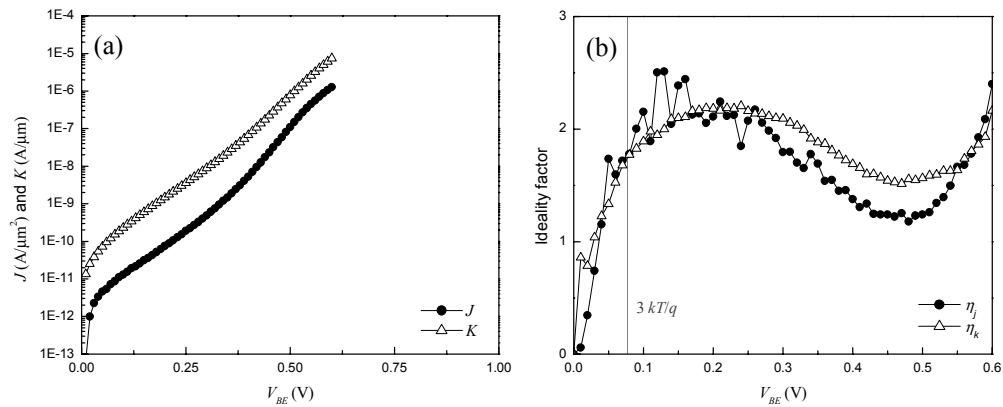 (a)
J (A/μm²) and K (A/μm)
1E-4
1E-5
1E-6
1E-7
1E-8
1E-9
1E-10
1E-11
1E-12
1E-13
0.00
0.25
0.50
0.75
1.00
V_BE (V)
J
K
(b)
Ideality factor
3
2
1
0
0.0
0.1
0.2
0.3
0.4
0.5
0.6
V_BE (V)
3 kT/q
η_j
η_k